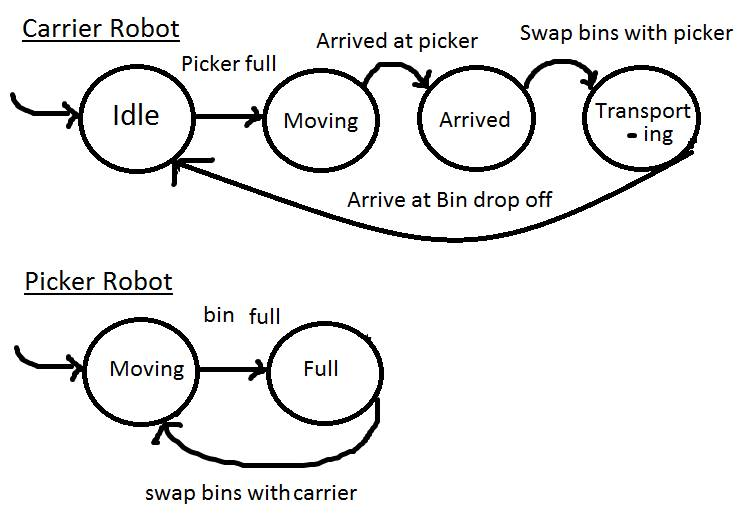 Carrier Robot
Picker full
Arrived at picker
Swap bins with picker
Idle
Moving
Arrived
Transport
- ing
Arrive at Bin drop off
Picker Robot
bin full
Moving
Full
swap bins with carrier